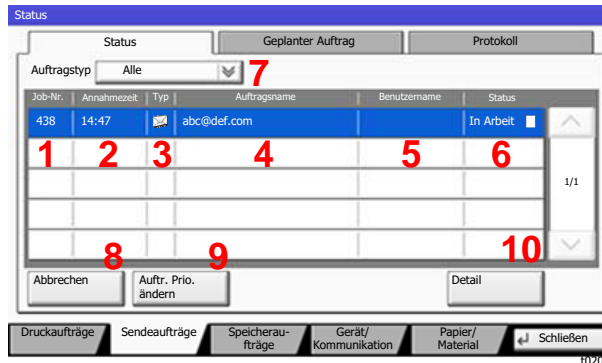 Status
Status Geplanter Auftrag Protokoll
Auftragstyp Alle 7
Job-Nr. Annahmezeit Typ Auftragsname Benutzername Status
438 14:47 abc@def.com In Arbeit
1 2 3 4 5 6
1/1
8 9 10
Abbrechen Auftr. Prio. Detail
ändern
Druckaufträge Sendeaufträge Speicherau- Gerät/ Papier/ Schließen
fträge Kommunikation Material